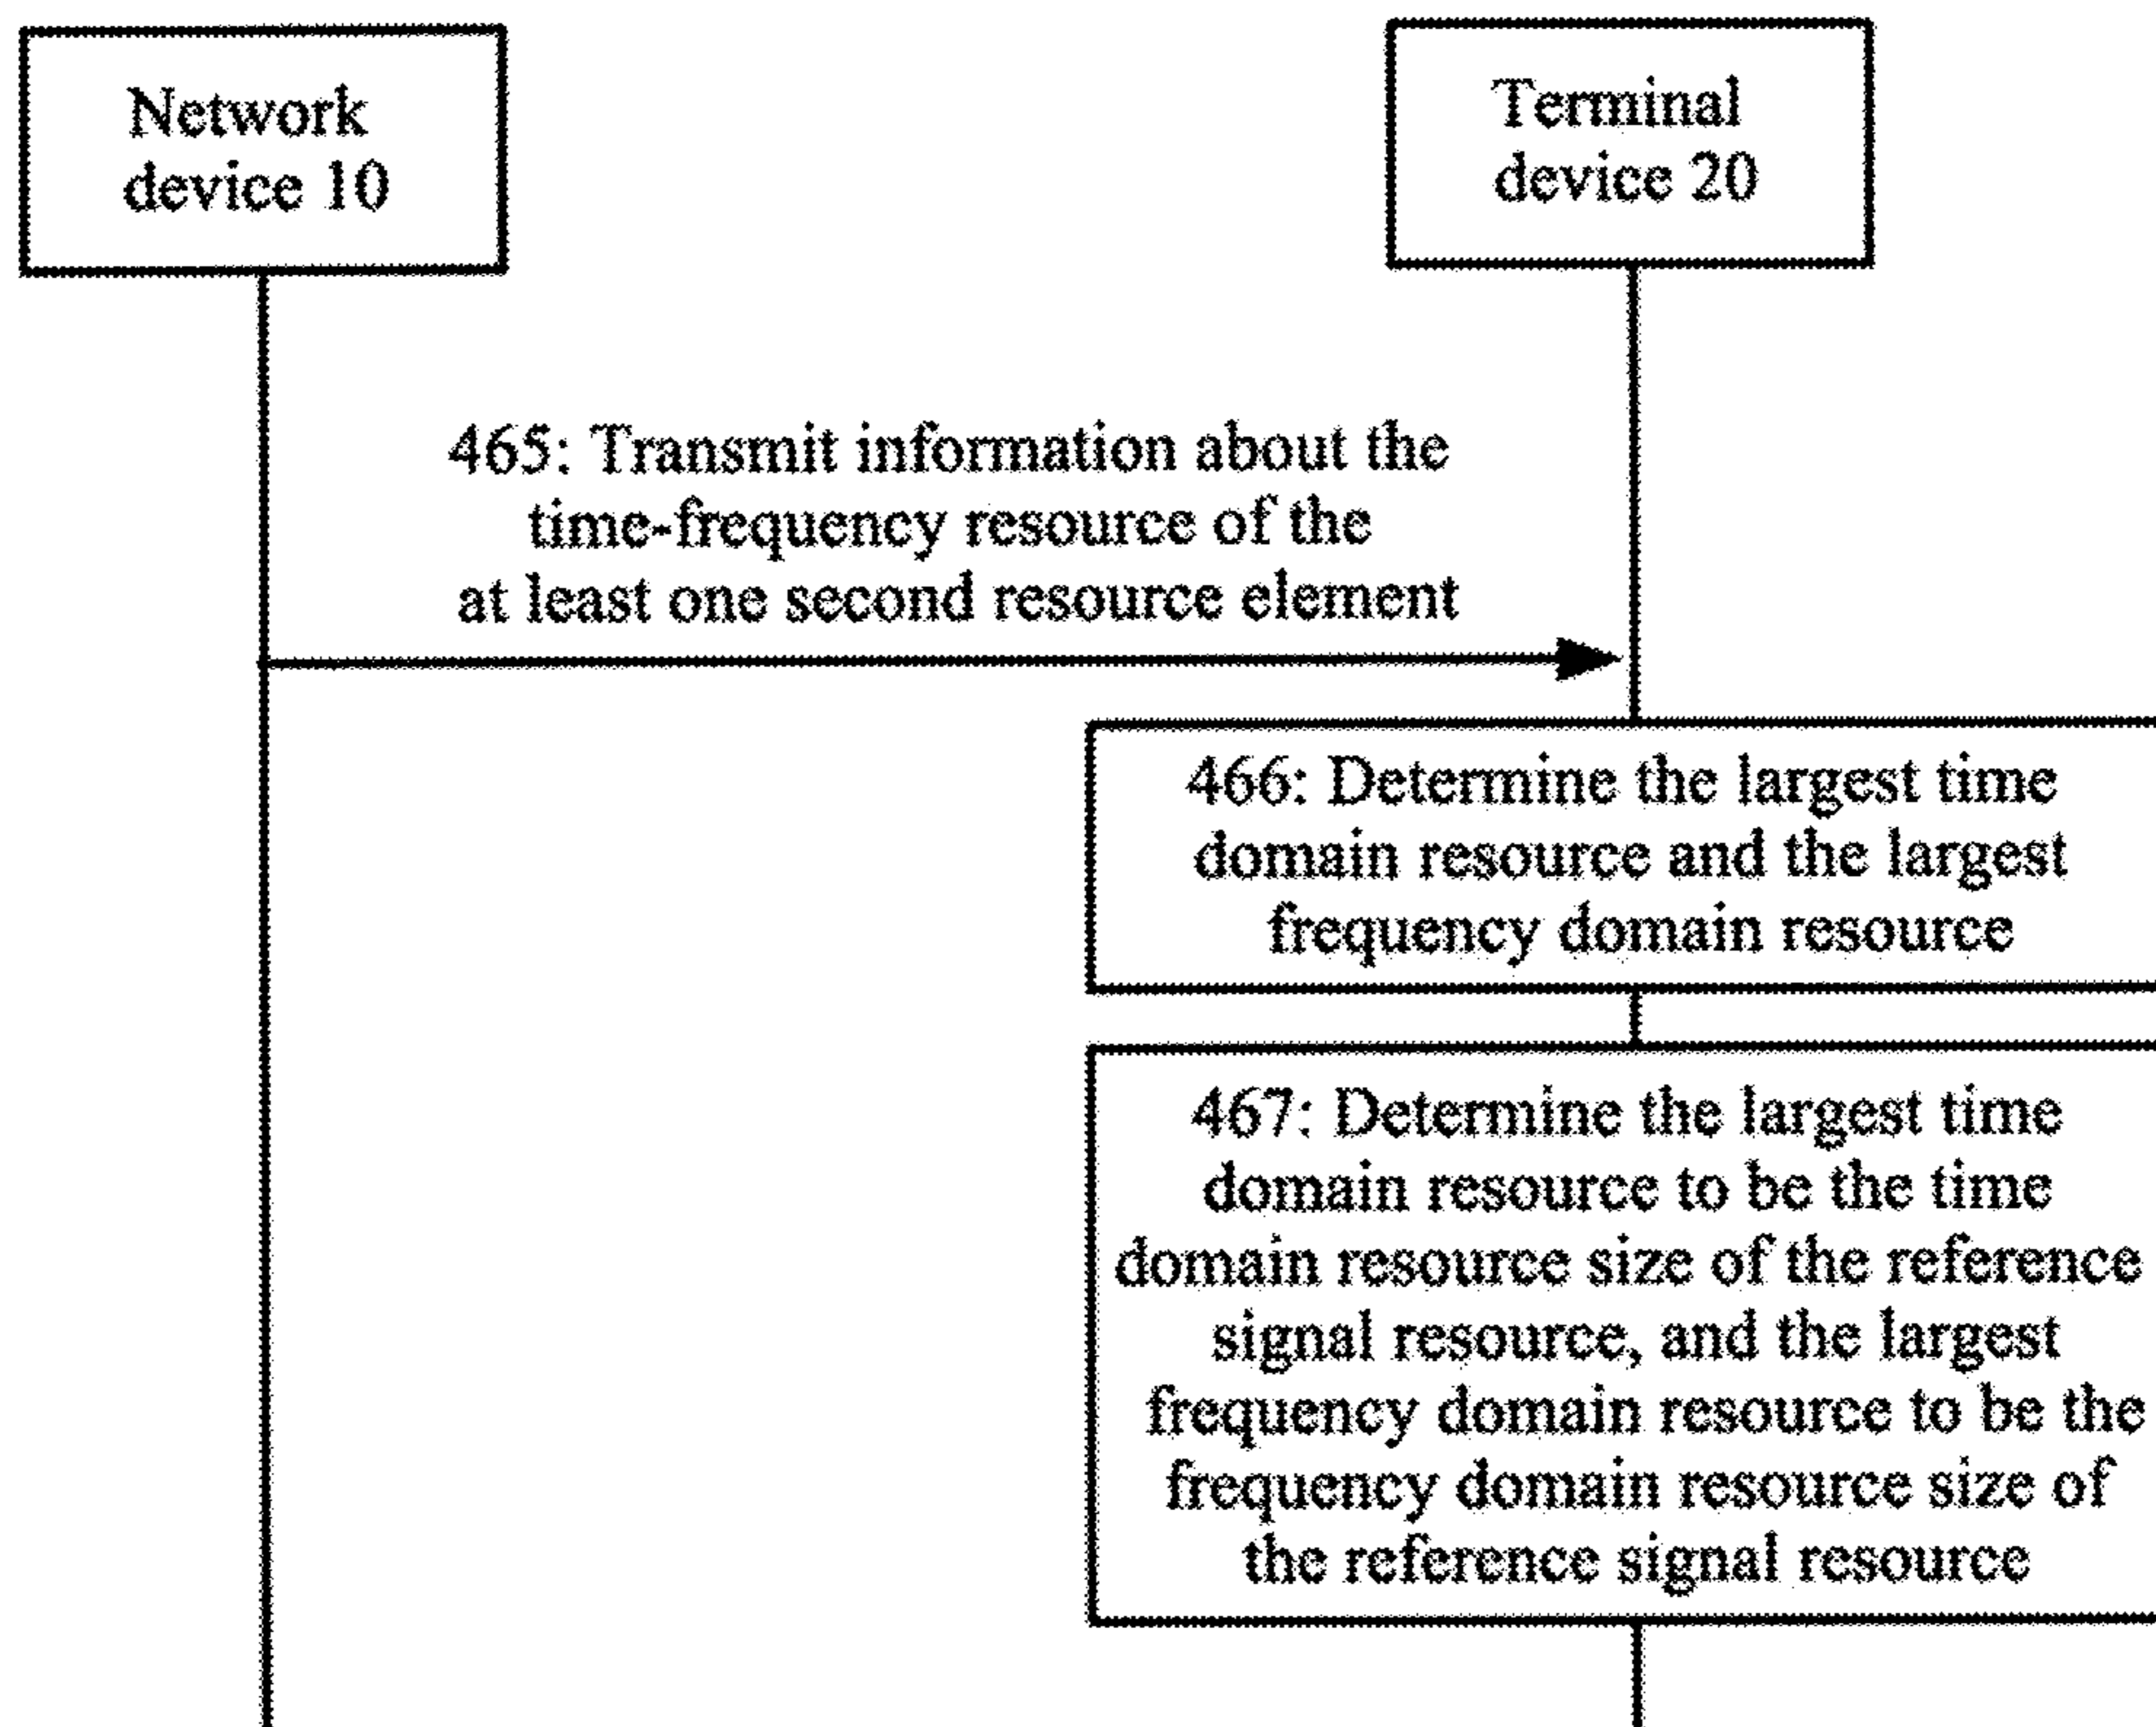 Network
device 10
Terminal
device 20
465: Transmit information about the
time-frequency resource of the
at least one second resource element
466: Determine the largest time
domain resource and the largest
frequency domain resource
467: Determine the largest time
domain resource to be the time
domain resource size of the reference
signal resource, and the largest
frequency domain resource to be the
frequency domain resource size of
the reference signal resource